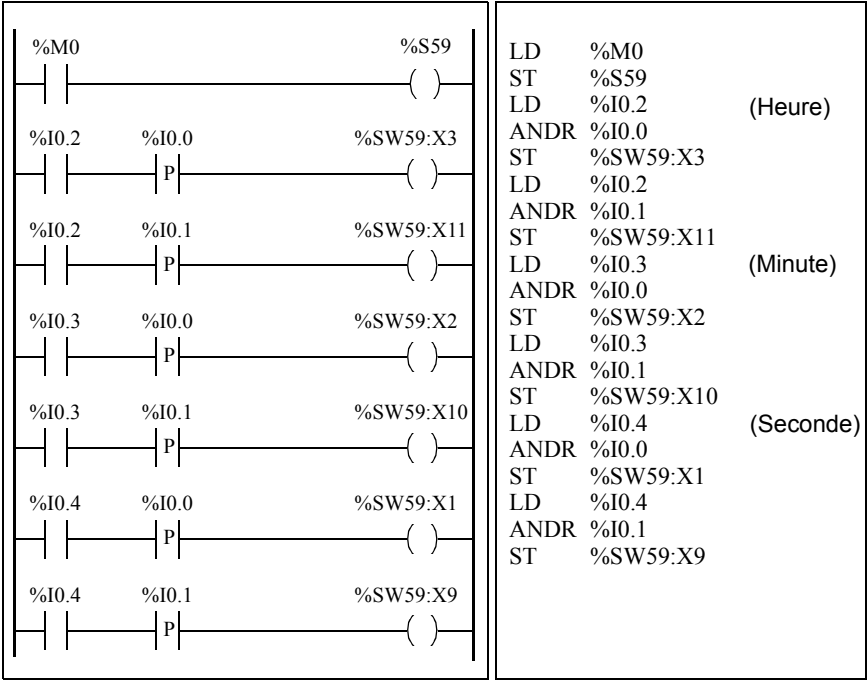 %M0 %S59
%I0.2 %I0.0 %SW59:X3
P
%I0.2 %I0.1 %SW59:X11
P
%I0.3 %I0.0 %SW59:X2
P
%I0.3 %I0.1 %SW59:X10
P
%I0.4 %I0.0 %SW59:X1
P
%I0.4 %I0.1 %SW59:X9
P
LD %M0
ST %S59
LD %I0.2 (Heure)
ANDR %I0.0
ST %SW59:X3
LD %I0.2
ANDR %I0.1
ST %SW59:X11
LD %I0.3 (Minute)
ANDR %I0.0
ST %SW59:X2
LD %I0.3
ANDR %I0.1
ST %SW59:X10
LD %I0.4 (Seconde)
ANDR %I0.0
ST %SW59:X1
LD %I0.4
ANDR %I0.1
ST %SW59:X9